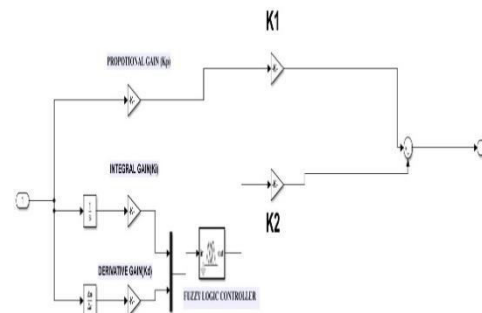 K1
PROPOTIONAL GAIN (Kp)
INTEGRAL GAIN(Ki)
K2
DERIVATIVE GAIN(Kd)
FUZZY LOGIC CONTROLLER